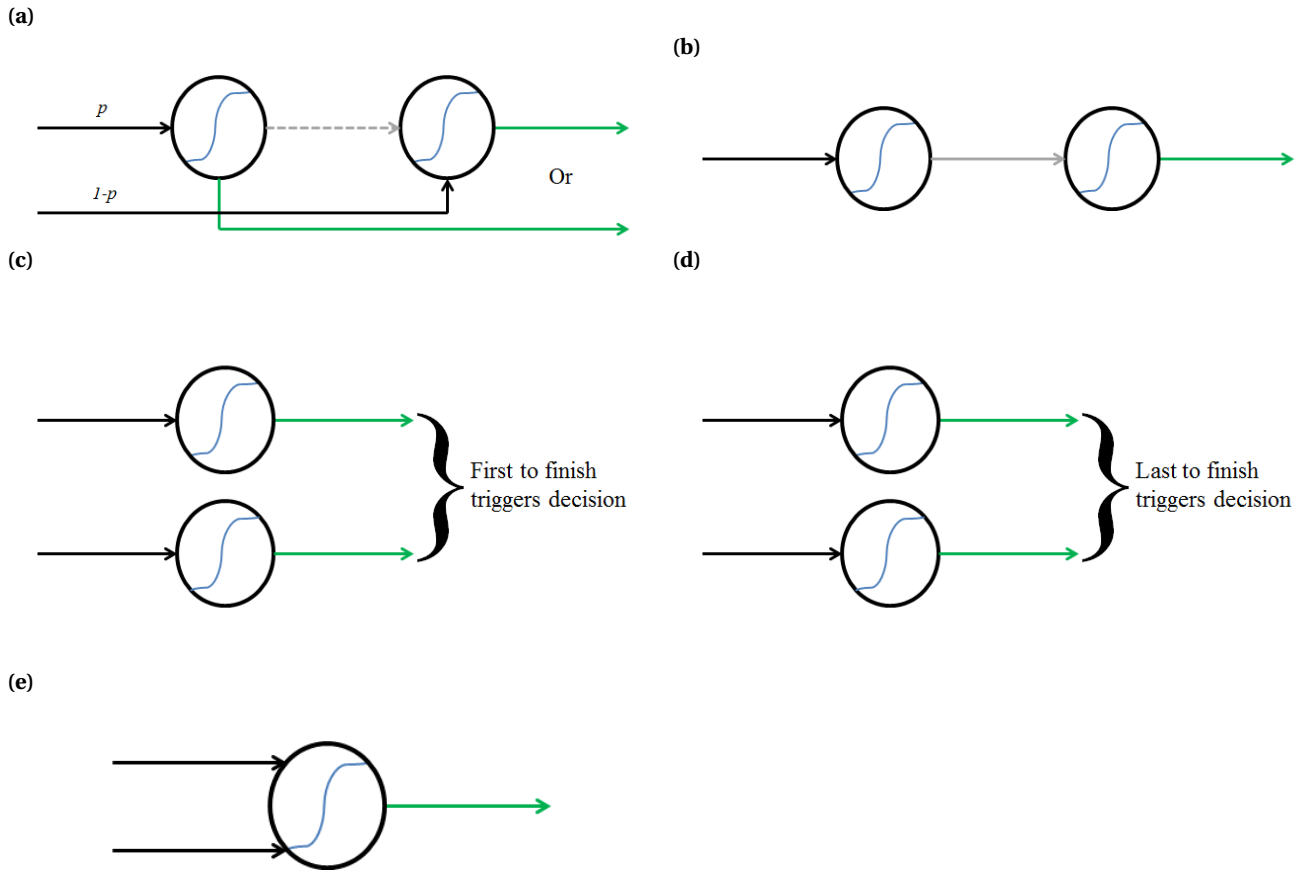 (a)
p
1-p
Or
(b)
(c)
First to finish
triggers decision
(d)
Last to finish
triggers decision
(e)